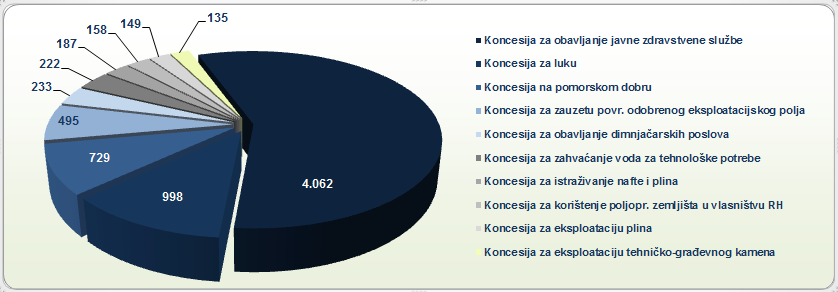 135
149
158
187
222
233
495
729
998
4.062
Koncesija za obavljanje javne zdravstvene službe
Koncesija za luku
Koncesija na pomorskom dobru
Koncesija za zauzetu povr. odobrenog eksploatacijskog polja
Koncesija za obavljanje dimnjačarskih poslova
Koncesija za zahvaćanje voda za tehnološke potrebe
Koncesija za istraživanje nafte i plina
Koncesija za korištenje poljopr. zemljišta u vlasništvu RH
Koncesija za eksploataciju plina
Koncesija za eksploataciju tehničko-građevnog kamena